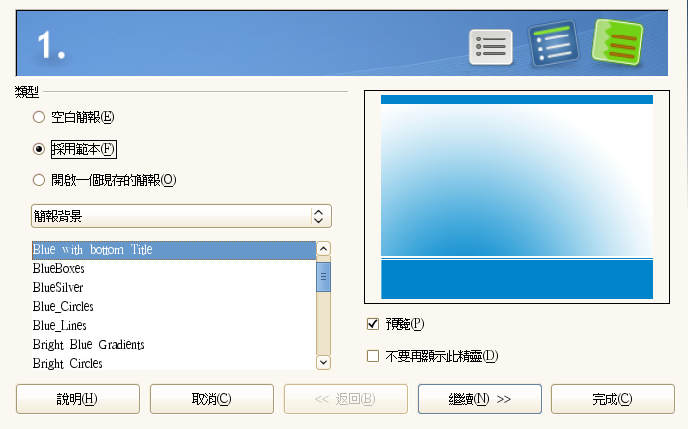 1.
類型
空白簡報(E)
採用範本(F)
開啟一個現存的簡報(O)
簡報背景
Blue with bottom Title
BlueBoxes
BlueSilver
Blue_Circles
Blue_Lines
Bright Blue Gradients
Bright Circles
預覽(P)
不要再顯示此精靈(D)
說明(H) 取消(C) << 返回(B) 繼續(N) >> 完成(C)